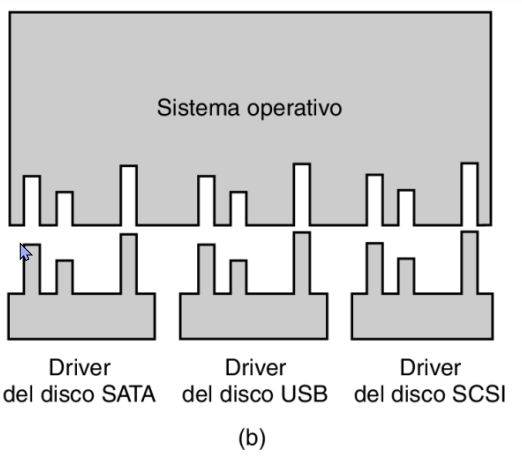 Sistema operativo
Driver
del disco SATA
Driver
del disco USB
Driver
del disco SCSI
(b)